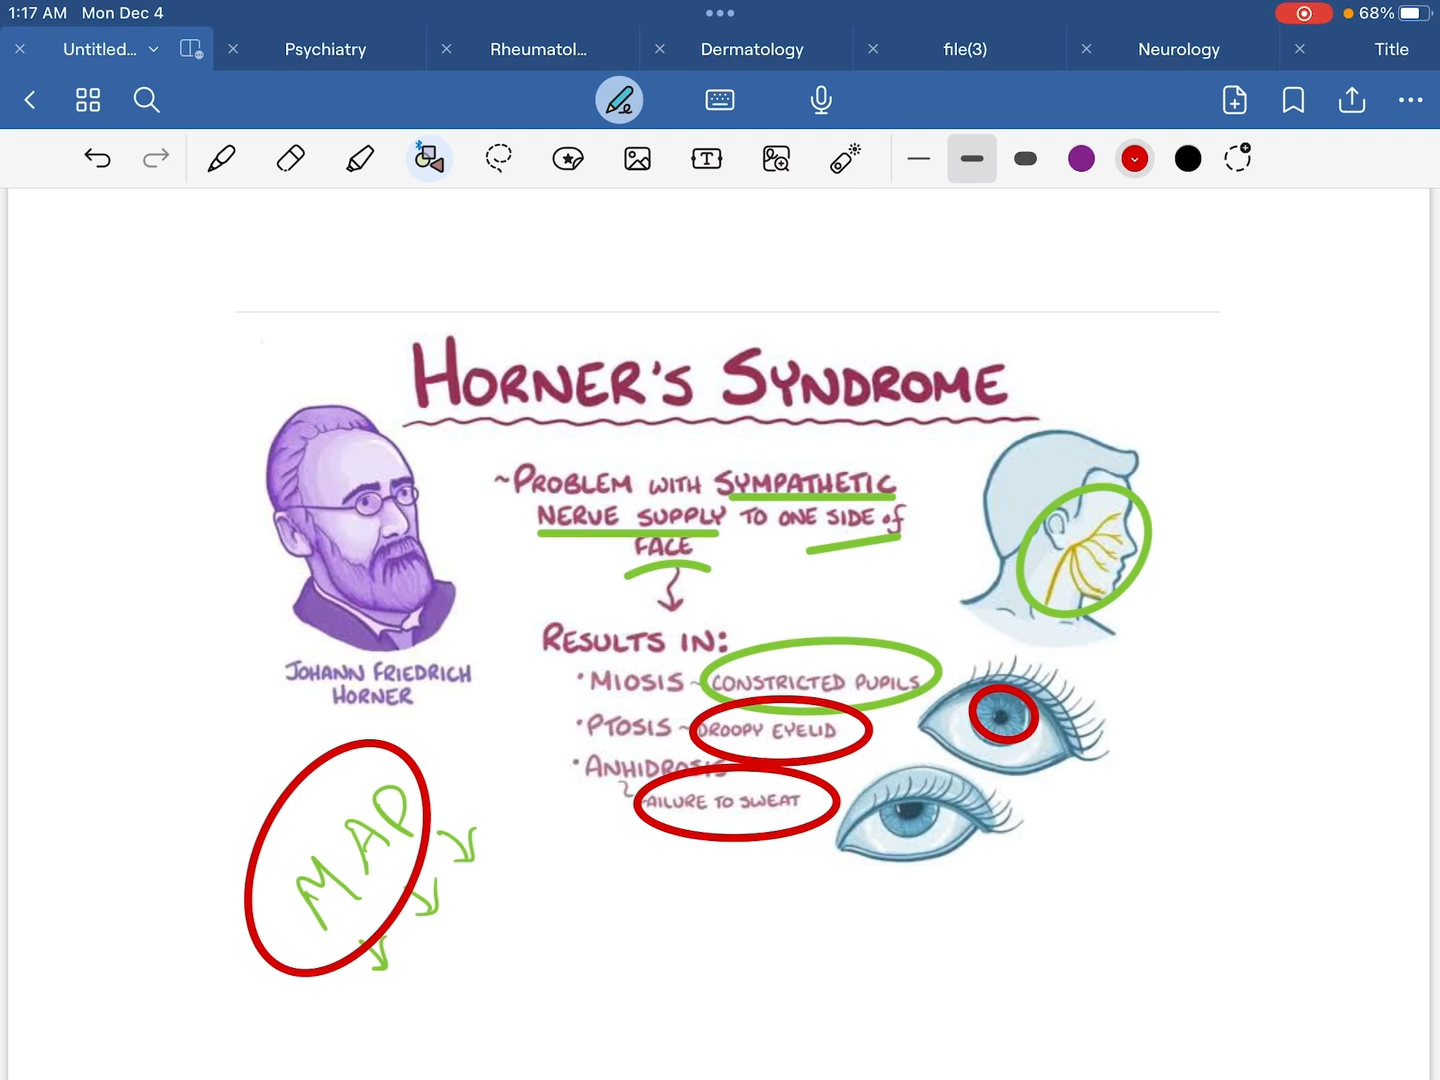 1:17 AM Mon Dec 4
68%
Untitled... Psychiatry Rheumatol... Dermatology file(3) Neurology Title
HORNER'S SYNDROME
~PROBLEM WITH SYMPATHETIC
NERVE SUPPLY TO ONE SIDE of
FACE
RESULTS IN:
• MIOSIS ~ CONSTRICTED PUPILS
• PTOSIS ~ DROOPY EYELID
• ANHIDROSIS
FAILURE TO SWEAT
JOHANN FRIEDRICH
HORNER
MAP